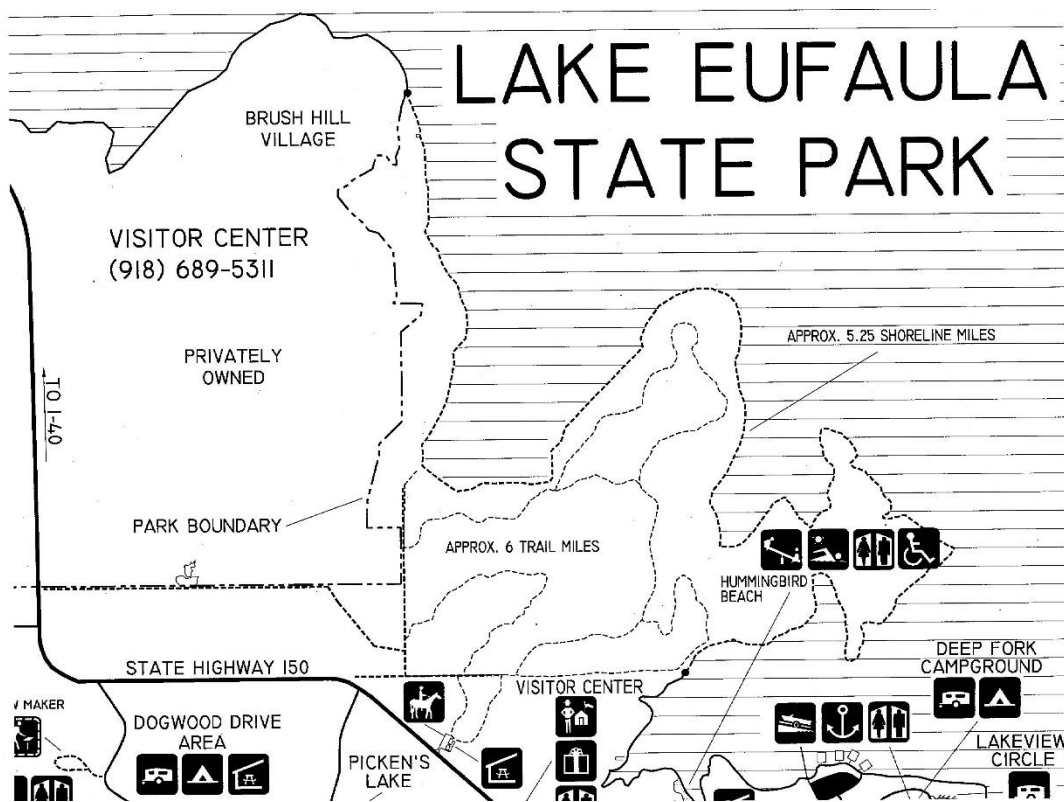 LAKE EUFAULA
STATE PARK
BRUSH HILL
VILLAGE
VISITOR CENTER
(918) 689-5311
PRIVATELY
OWNED
APPROX. 5.25 SHORELINE MILES
TO I-40
PARK BOUNDARY
APPROX. 6 TRAIL MILES
HUMMINGBIRD
BEACH
STATE HIGHWAY 150
VISITOR CENTER
DEEP FORK
CAMPGROUND
MAKER
DOGWOOD DRIVE
AREA
PICKEN'S
LAKE
LAKEVIEW
CIRCLE